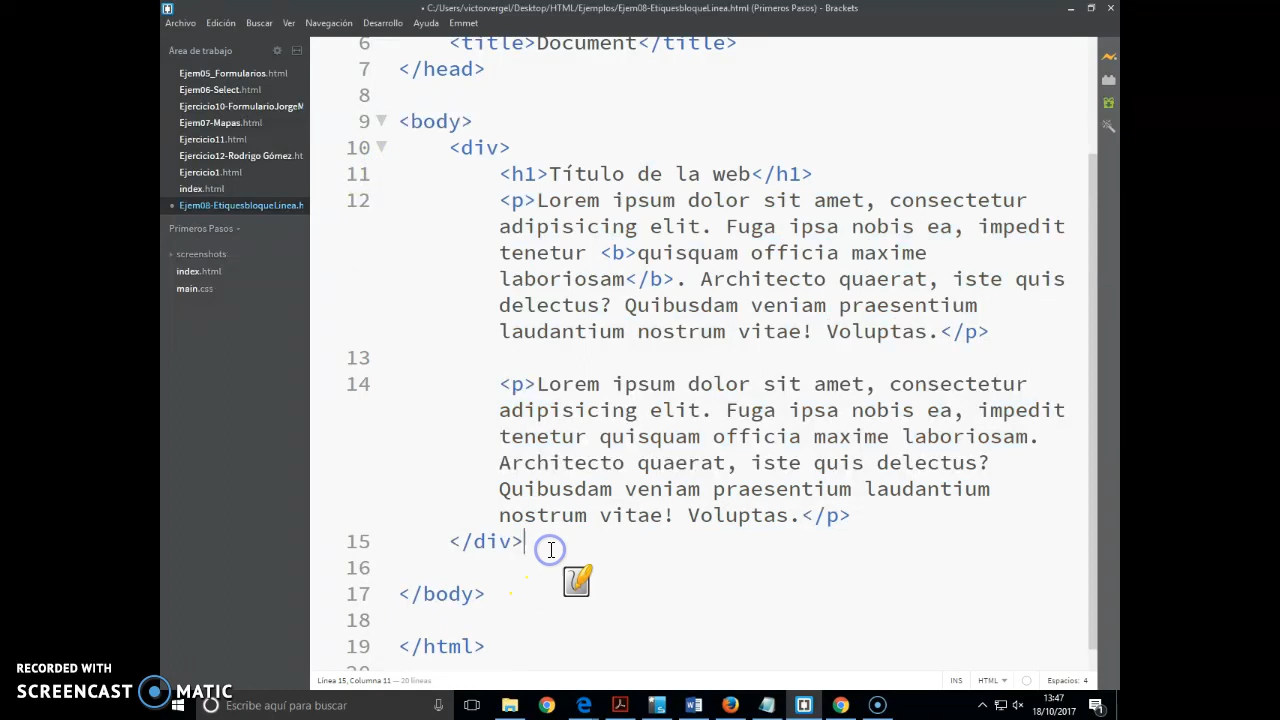 • C:/Users/victorvergel/Desktop/HTML/Ejemplos/Ejem08-EtiquesbloqueLinea.html (Primeros Pasos) - Brackets
Archivo Edición Buscar Ver Navegación Desarrollo Ayuda Emmet
Área de trabajo
Ejem05_Formularios.html
Ejem06-Select.html
Ejercicio10-FormularioJorgeM
Ejem07-Mapas.html
Ejercicio11.html
Ejercicio12-Rodrigo Gómez.ht
Ejercicio1.html
index.html
• Ejem08-EtiquesbloqueLinea.h
Primeros Pasos
screenshots
index.html
main.css
6 <title>Document</title>
7 </head>
8
9 <body>
10 <div>
11 <h1>Título de la web</h1>
12 <p>Lorem ipsum dolor sit amet, consectetur
adipisicing elit. Fuga ipsa nobis ea, impedit
tenetur <b>quisquam officia maxime
laboriosam</b>. Architecto quaerat, iste quis
delectus? Quibusdam veniam praesentium
laudantium nostrum vitae! Voluptas.</p>
13
14 <p>Lorem ipsum dolor sit amet, consectetur
adipisicing elit. Fuga ipsa nobis ea, impedit
tenetur quisquam officia maxime laboriosam.
Architecto quaerat, iste quis delectus?
Quibusdam veniam praesentium laudantium
nostrum vitae! Voluptas.</p>
15 </div>
16
17 </body>
18
19 </html>
Línea 15, Columna 11 — 20 líneas INS HTML Espacios: 4
RECORDED WITH
SCREENCAST MATIC
Escribe aquí para buscar
13:47
18/10/2017
1